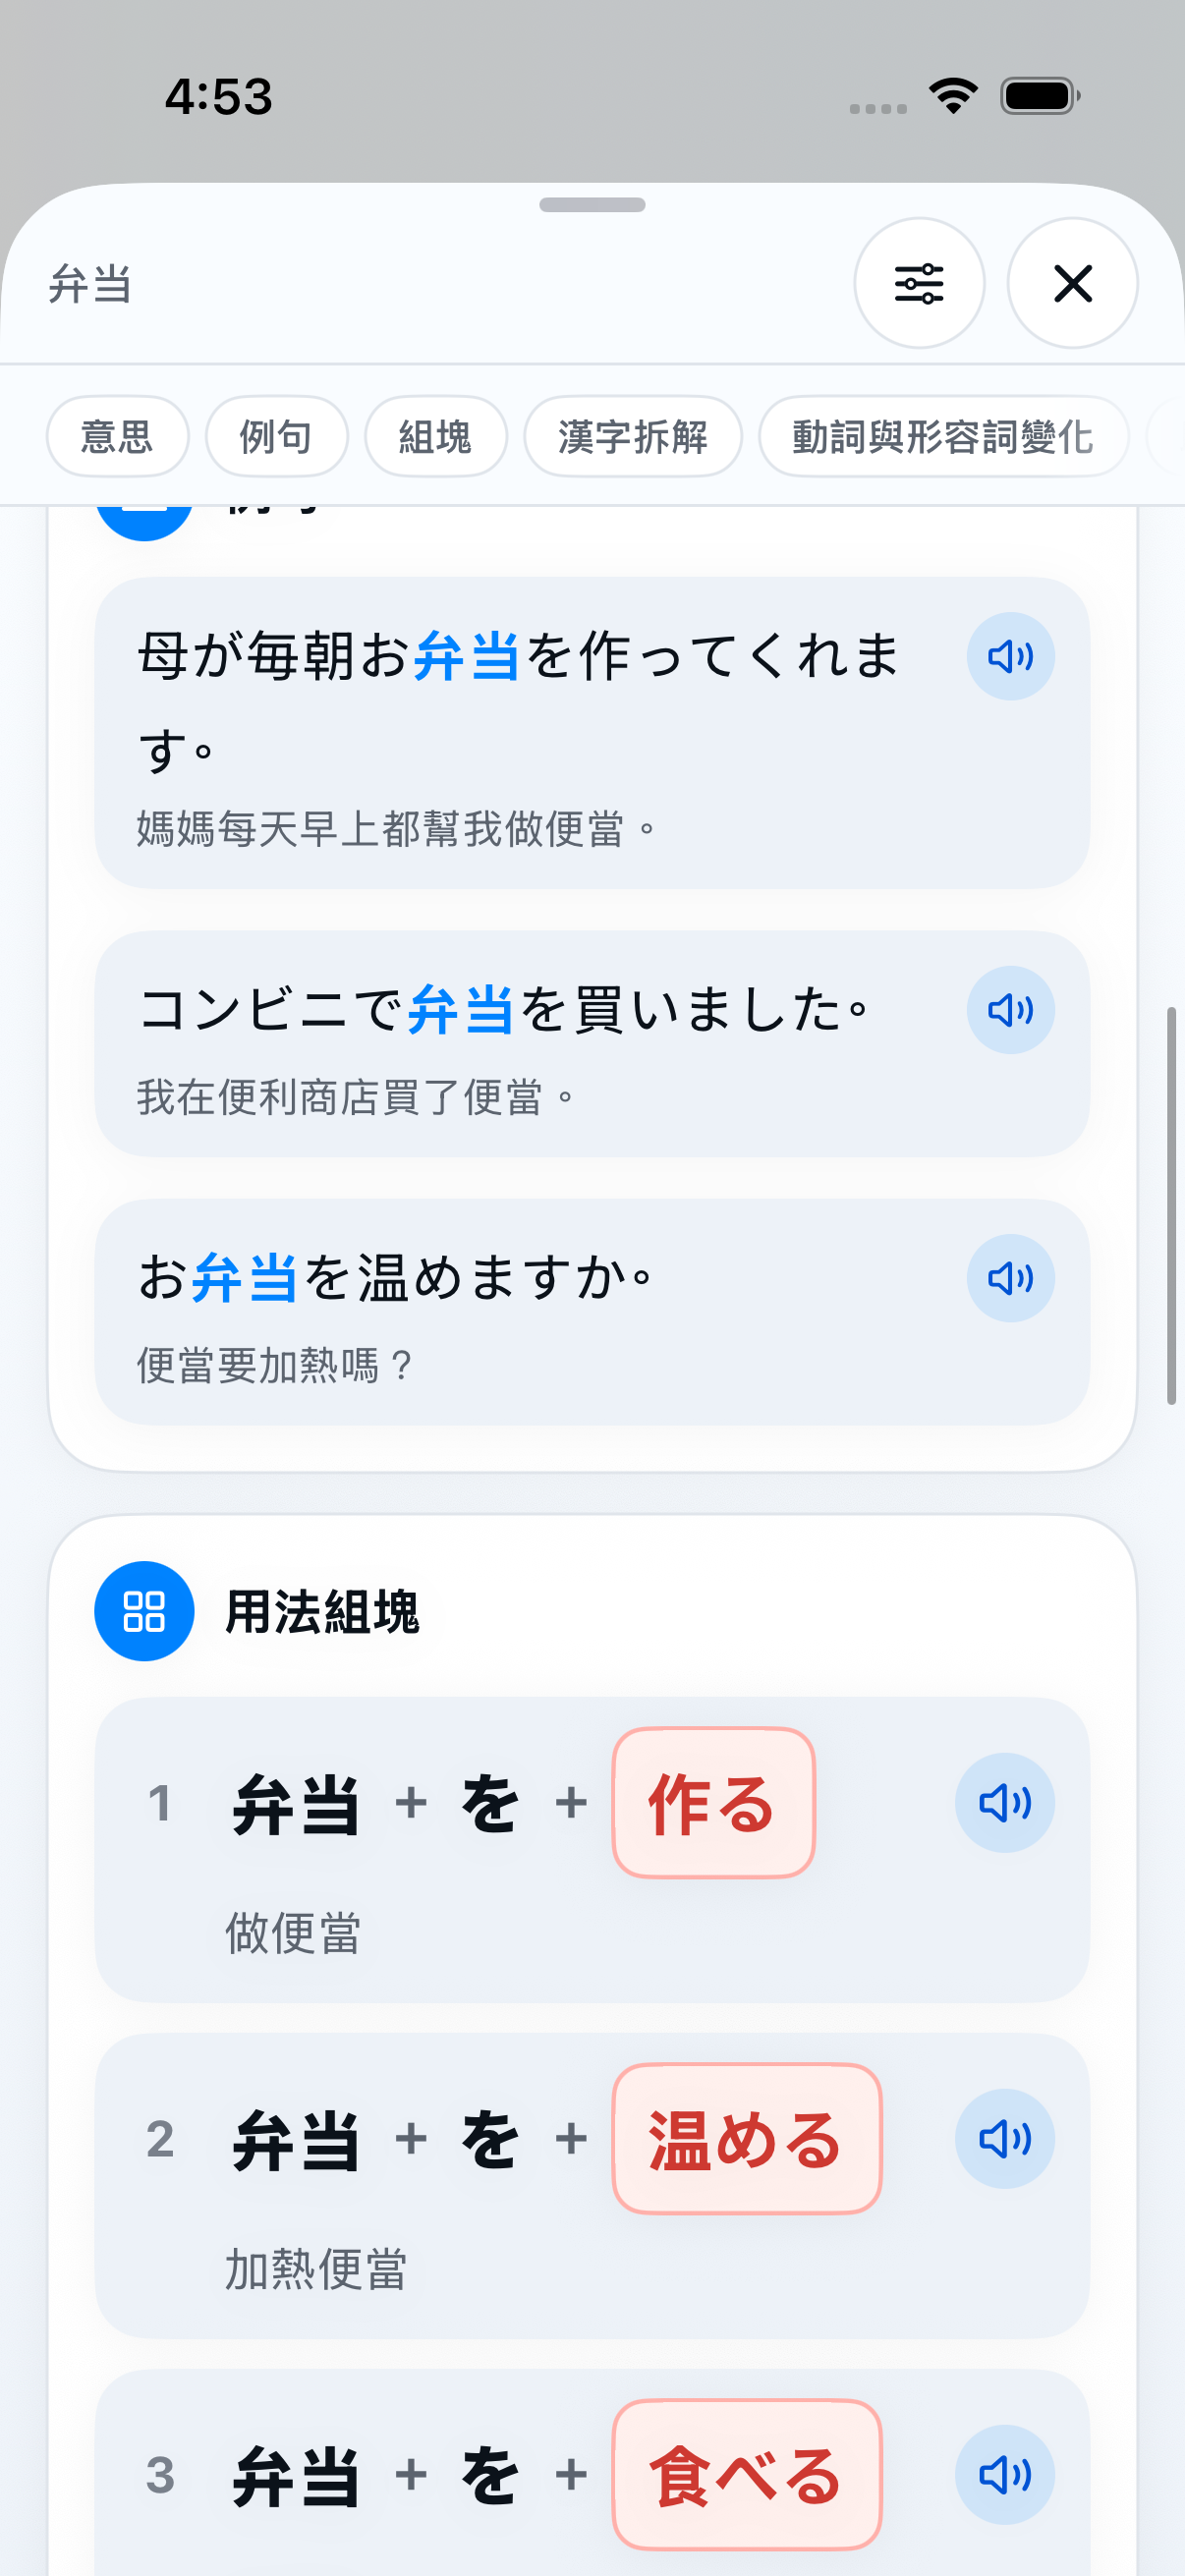 4:53
弁当
意思 例句 組塊 漢字拆解 動詞與形容詞變化
母が毎朝お弁当を作ってくれま
す。
媽媽每天早上都幫我做便當。
コンビニで弁当を買いました。
我在便利商店買了便當。
お弁当を温めますか。
便當要加熱嗎？
用法組塊
1 弁当 + を + 作る
做便當
2 弁当 + を + 温める
加熱便當
3 弁当 + を + 食べる